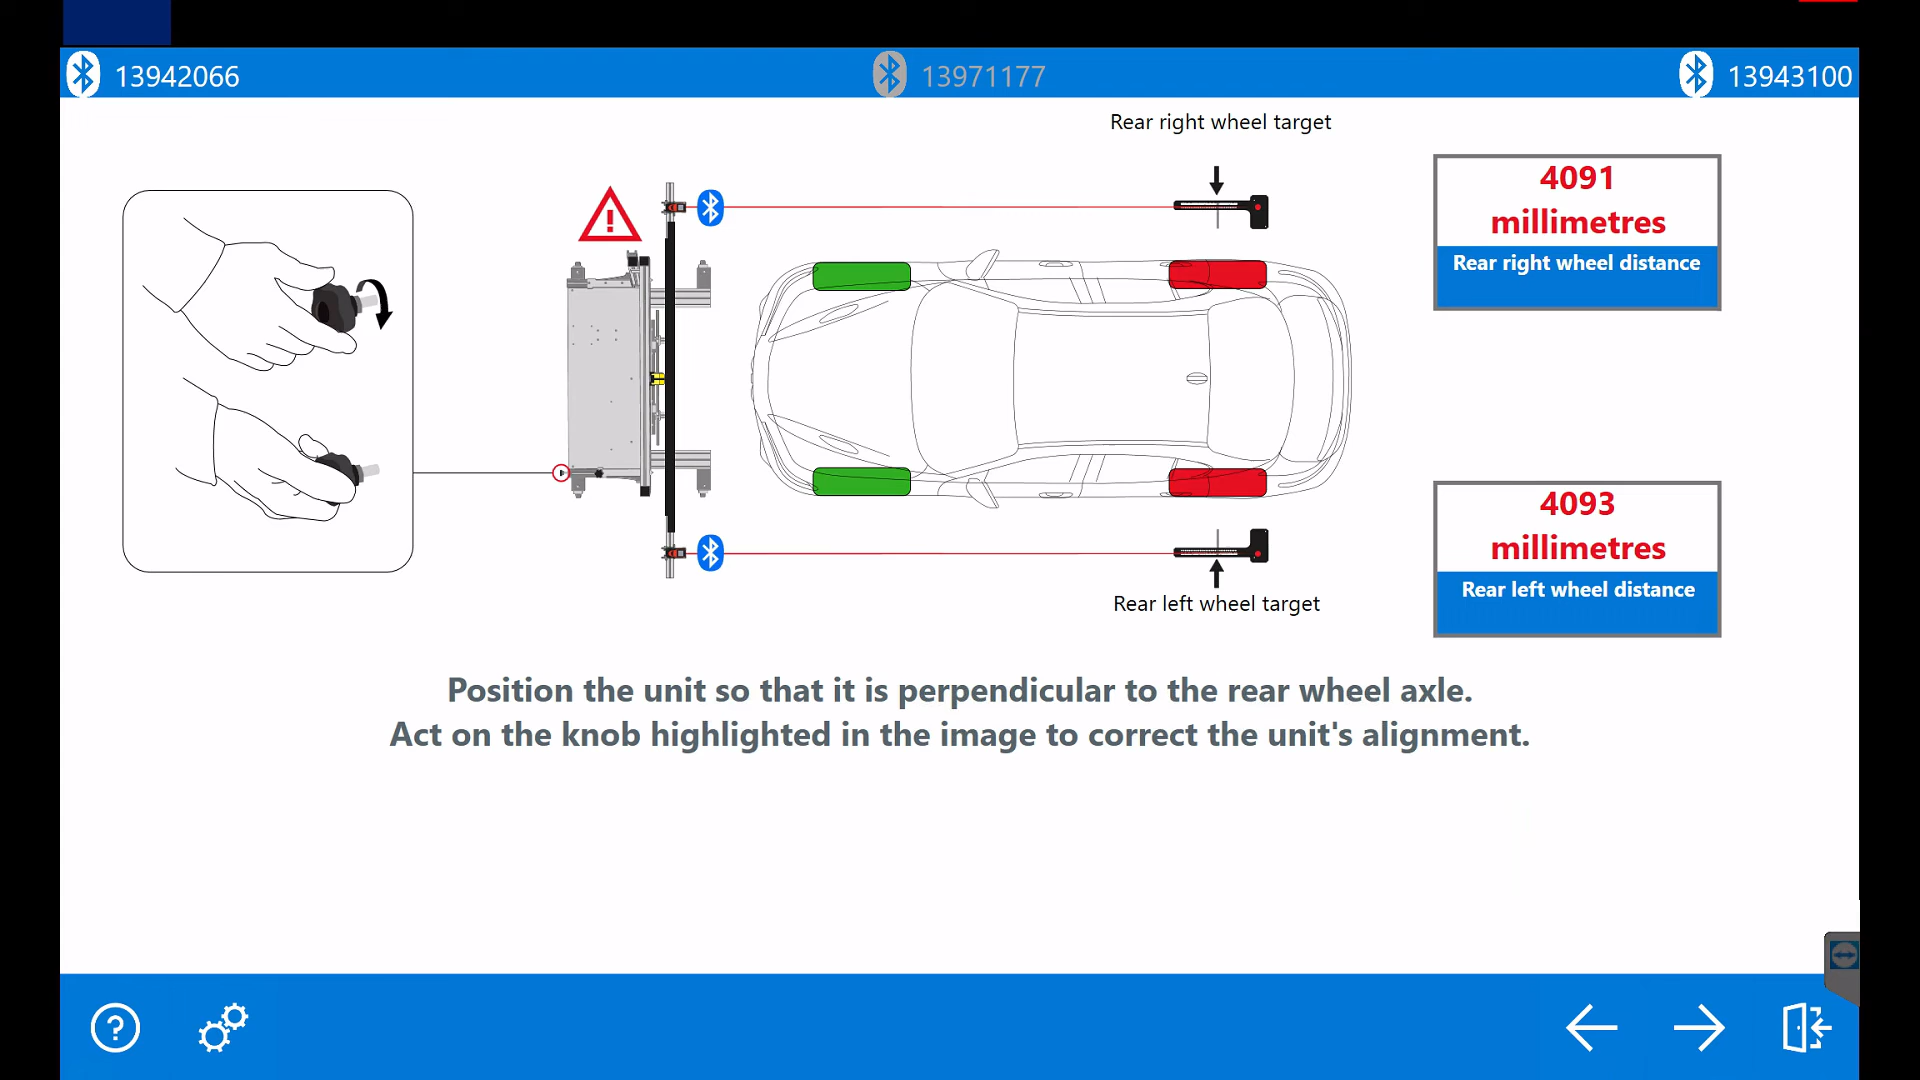 13942066
13971177
13943100
Rear right wheel target
4091
millimetres
Rear right wheel distance
4093
millimetres
Rear left wheel distance
Rear left wheel target
Position the unit so that it is perpendicular to the rear wheel axle.
Act on the knob highlighted in the image to correct the unit's alignment.